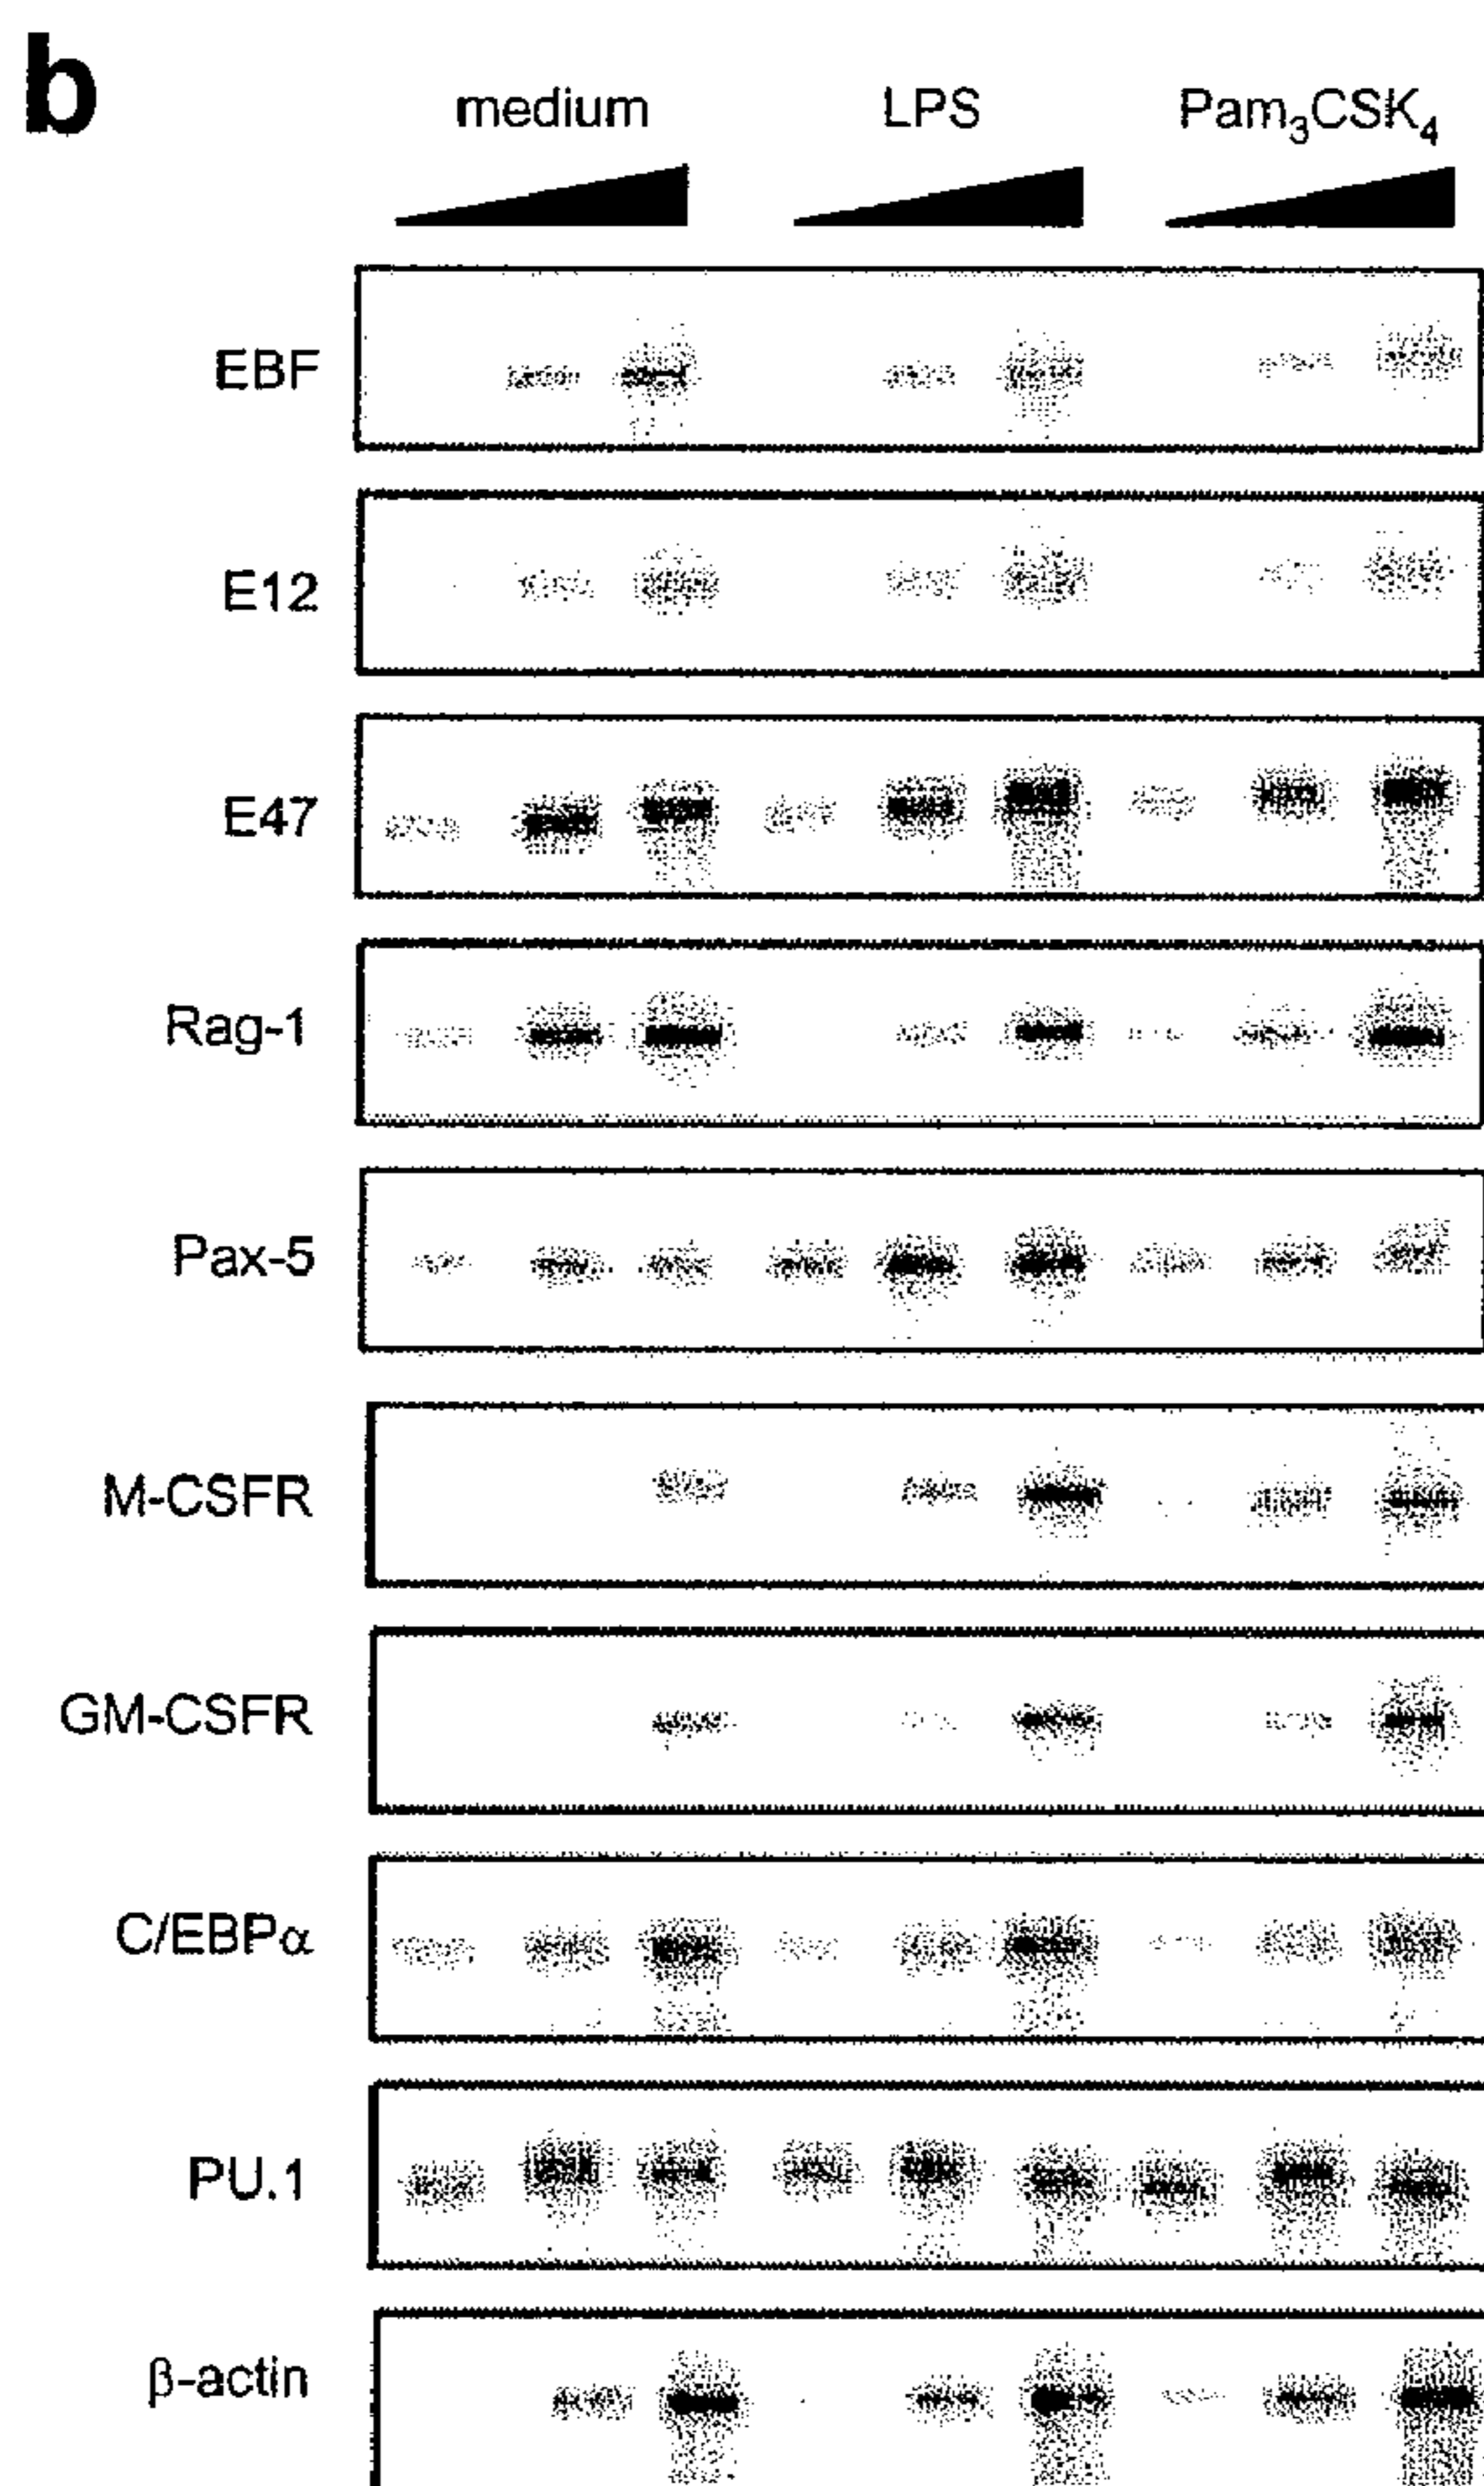 b
medium LPS Pam₃CSK₄
EBF
E12
E47
Rag-1
Pax-5
M-CSFR
GM-CSFR
C/EBPα
PU.1
β-actin